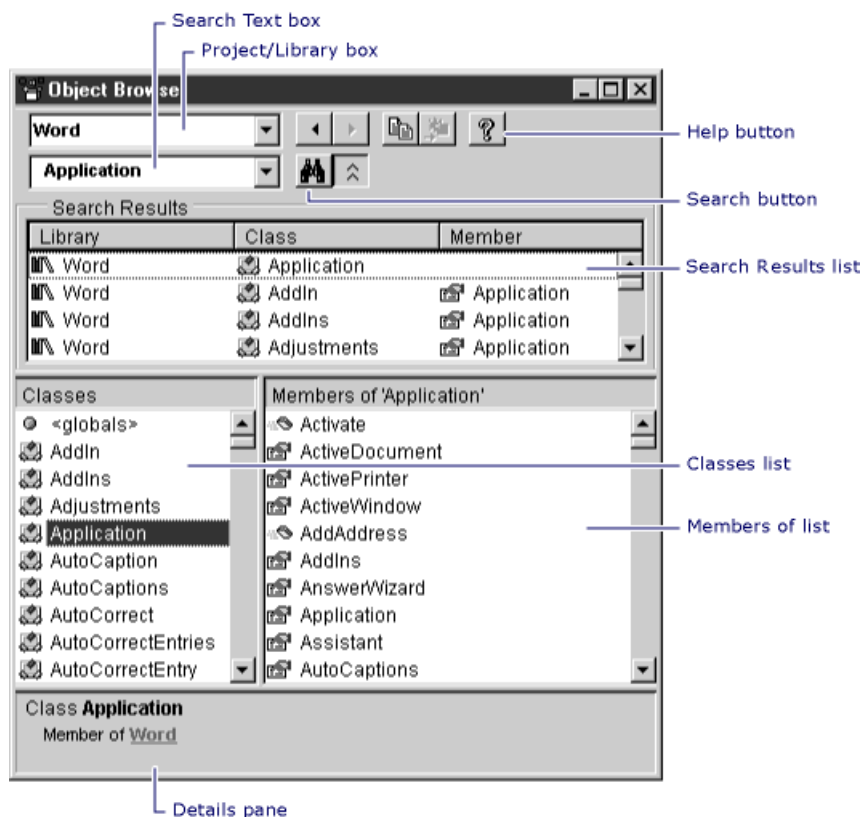 Search Text box
Project/Library box
Object Browse
Word
Help button
Application
Search button
Search Results
Library Class Member
Word Application
Search Results list
Word AddIn Application
Word AddIns Application
Word Adjustments Application
Classes Members of 'Application'
<globals> Activate
AddIn ActiveDocument
Classes list
AddIns ActivePrinter
Adjustments ActiveWindow
Members of list
Application AddAddress
AutoCaption AddIns
AutoCaptions AnswerWizard
AutoCorrect Application
AutoCorrectEntries Assistant
AutoCorrectEntry AutoCaptions
Class Application
Member of Word
Details pane